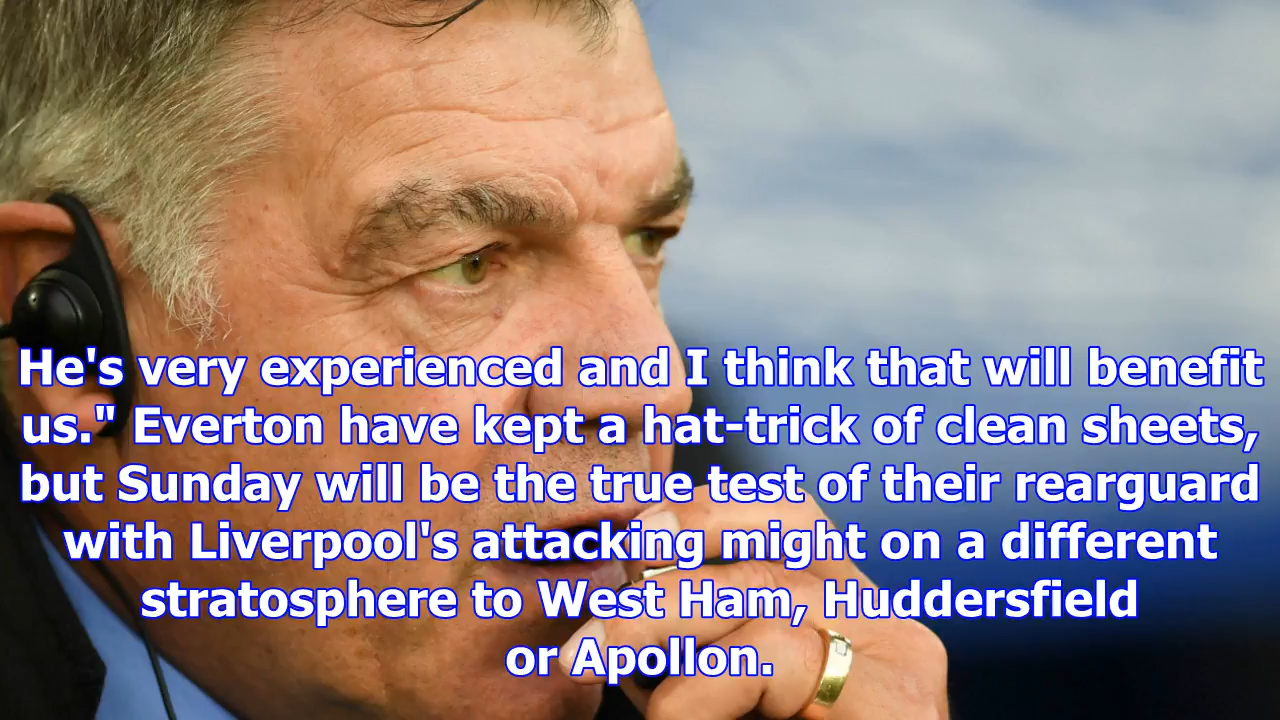 He's very experienced and I think that will benefit
us." Everton have kept a hat-trick of clean sheets,
but Sunday will be the true test of their rearguard
with Liverpool's attacking might on a different
stratosphere to West Ham, Huddersfield
or Apollon.